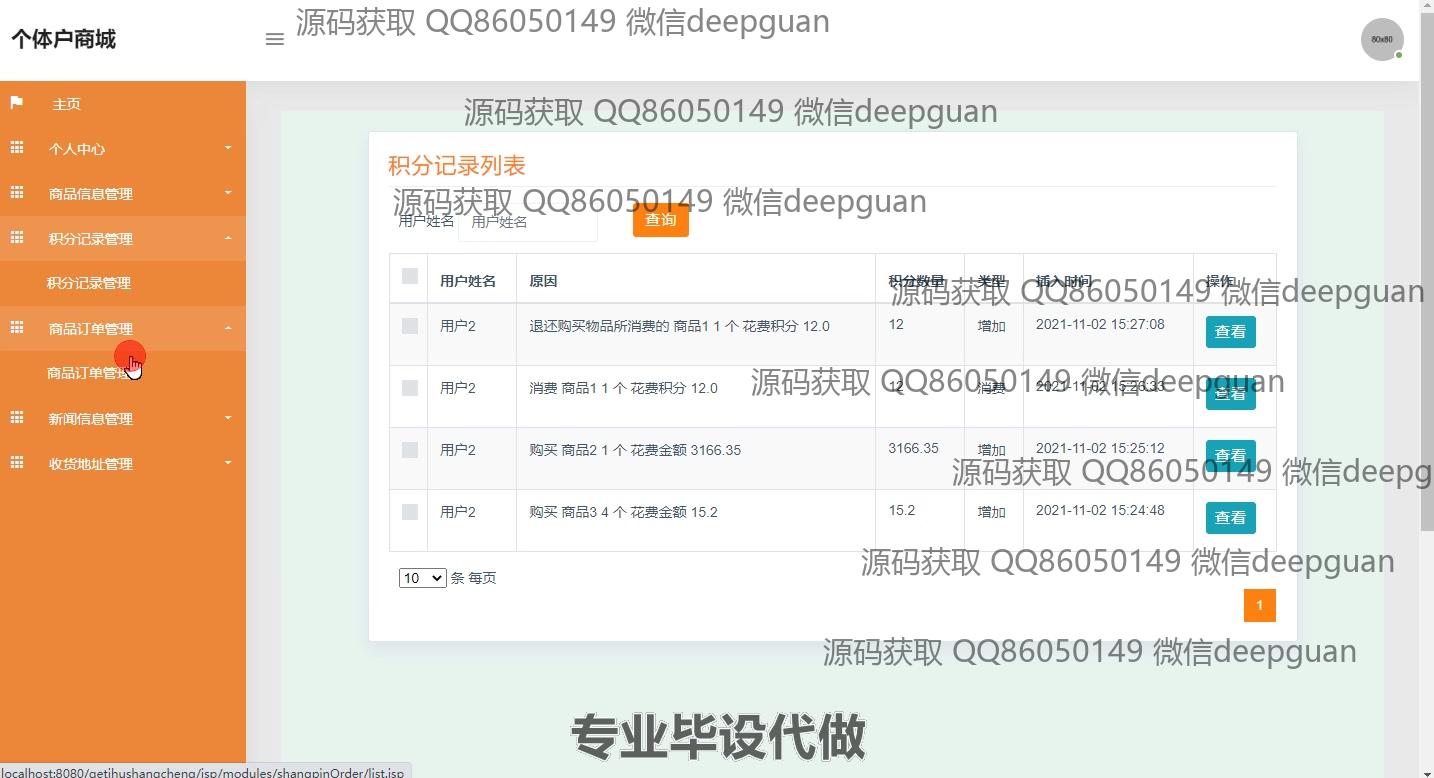 个体户商城
源码获取 QQ86050149 微信deepguan
80x80
主页
个人中心
商品信息管理
积分记录管理
积分记录管理
商品订单管理
商品订单管理
新闻信息管理
收货地址管理
源码获取 QQ86050149 微信deepguan
积分记录列表
源码获取 QQ86050149 微信deepguan
用户姓名 用户姓名 查询
用户姓名 原因 积分数量 类型 插入时间 操作
源码获取 QQ86050149 微信deepguan
用户2 退还购买物品所消费的 商品1 1 个 花费积分 12.0 12 增加 2021-11-02 15:27:08 查看
用户2 消费 商品1 1 个 花费积分 12.0 12 消费 2021-11-02 15:26:33 查看
源码获取 QQ86050149 微信deepguan
用户2 购买 商品2 1 个 花费金额 3166.35 3166.35 增加 2021-11-02 15:25:12 查看
源码获取 QQ86050149 微信deepg
用户2 购买 商品3 4 个 花费金额 15.2 15.2 增加 2021-11-02 15:24:48 查看
源码获取 QQ86050149 微信deepguan
10 条 每页
1
源码获取 QQ86050149 微信deepguan
专业毕设代做
localhost:8080/getihushangcheng/jsp/modules/shangpinOrder/list.jsp